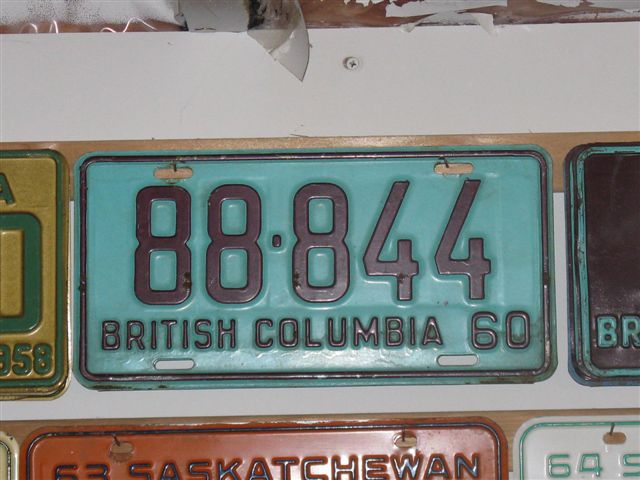 88·844
BRITISH COLUMBIA 60
A
1958
BR
63 SASKATCHEWAN
64 S